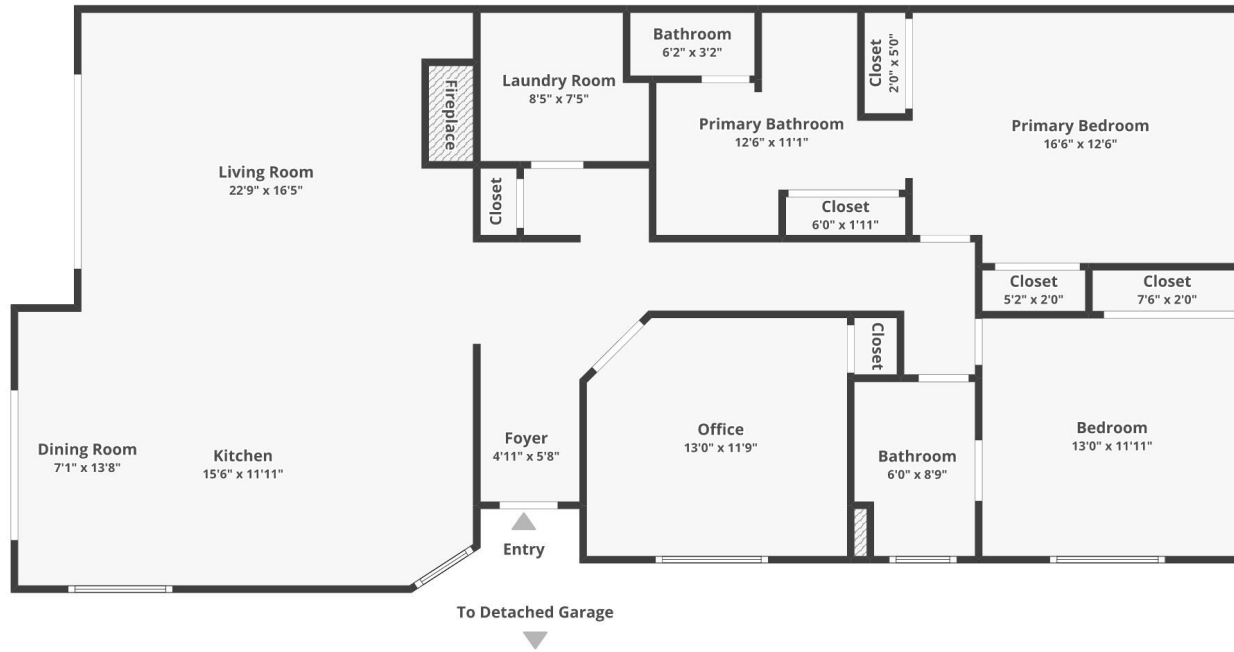 Bathroom
6'2" x 3'2"
Closet
2'0" x 5'0"
Laundry Room
8'5" x 7'5"
Fireplace
Primary Bathroom
12'6" x 11'1"
Primary Bedroom
16'6" x 12'6"
Living Room
22'9" x 16'5"
Closet
Closet
6'0" x 1'11"
Closet
5'2" x 2'0"
Closet
7'6" x 2'0"
Closet
Dining Room
7'1" x 13'8"
Kitchen
15'6" x 11'11"
Foyer
4'11" x 5'8"
Office
13'0" x 11'9"
Bathroom
6'0" x 8'9"
Bedroom
13'0" x 11'11"
Entry
To Detached Garage